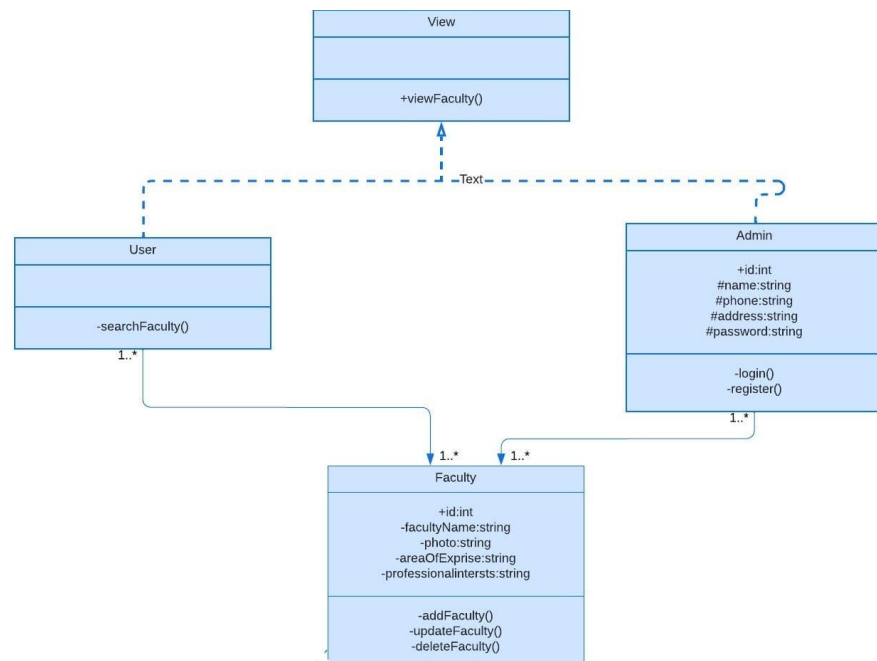 View
+viewFaculty()
Text
User
-searchFaculty()
1..*
Admin
+id:int
#name:string
#phone:string
#address:string
#password:string
-login()
-register()
1..*
1..*
1..*
Faculty
+id:int
-facultyName:string
-photo:string
-areaOfExprise:string
-professionalintersts:string
-addFaculty()
-updateFaculty()
-deleteFaculty()